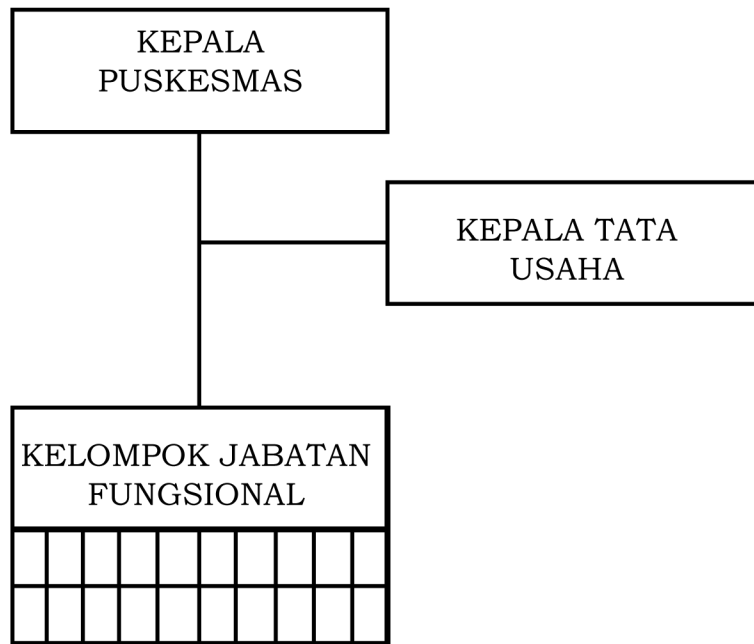 KEPALA
PUSKESMAS
KEPALA TATA
USAHA
KELOMPOK JABATAN
FUNGSIONAL